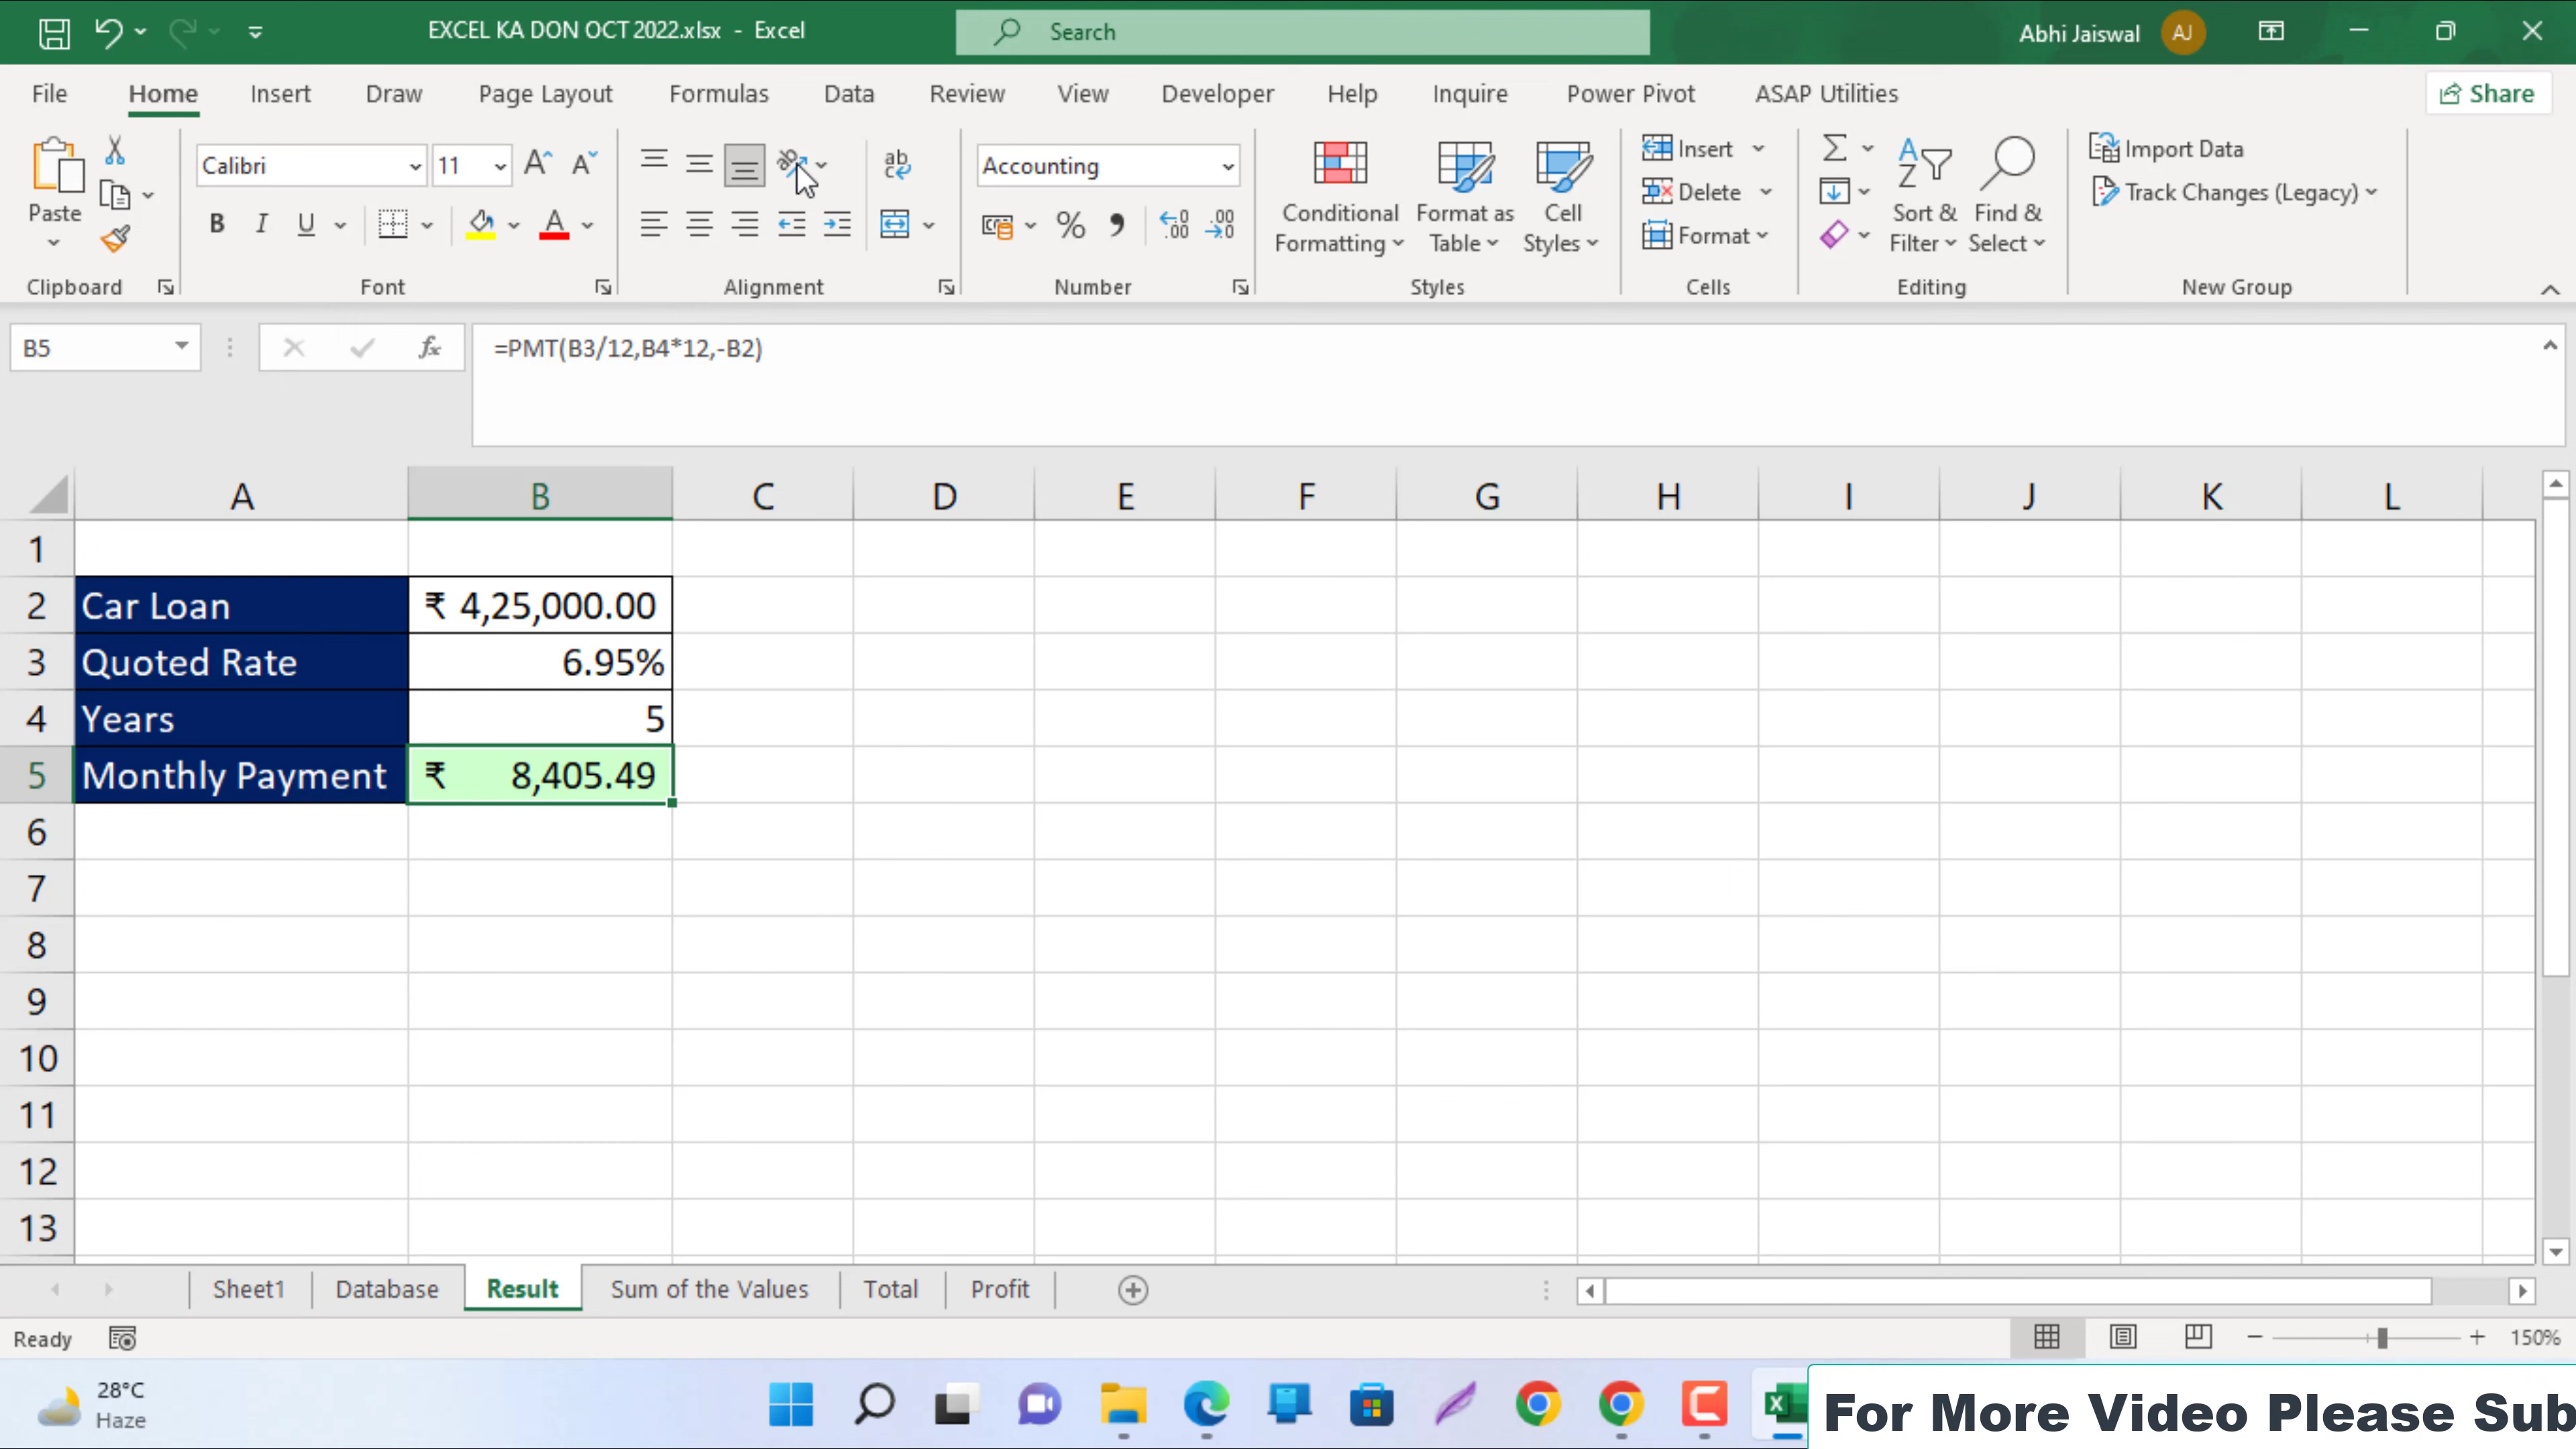 EXCEL KA DON OCT 2022.xlsx - Excel
Search
Abhi Jaiswal
AJ
File Home Insert Draw Page Layout Formulas Data Review View Developer Help Inquire Power Pivot ASAP Utilities
Share
Paste
Clipboard
Calibri 11
B I U A
Font
ab
c
Alignment
Accounting
% 
Number
Conditional Formatting
Format as Table
Cell Styles
Styles
Insert
Delete
Format
Cells
Sort & Filter
Find & Select
Editing
Import Data
Track Changes (Legacy)
New Group
B5
fx
=PMT(B3/12,B4*12,-B2)
A B C D E F G H I J K L
1
2 Car Loan ₹ 4,25,000.00
3 Quoted Rate 6.95%
4 Years 5
5 Monthly Payment ₹ 8,405.49
6
7
8
9
10
11
12
13
Sheet1 Database Result Sum of the Values Total Profit
Ready
150%
28°C
Haze
For More Video Please Sub